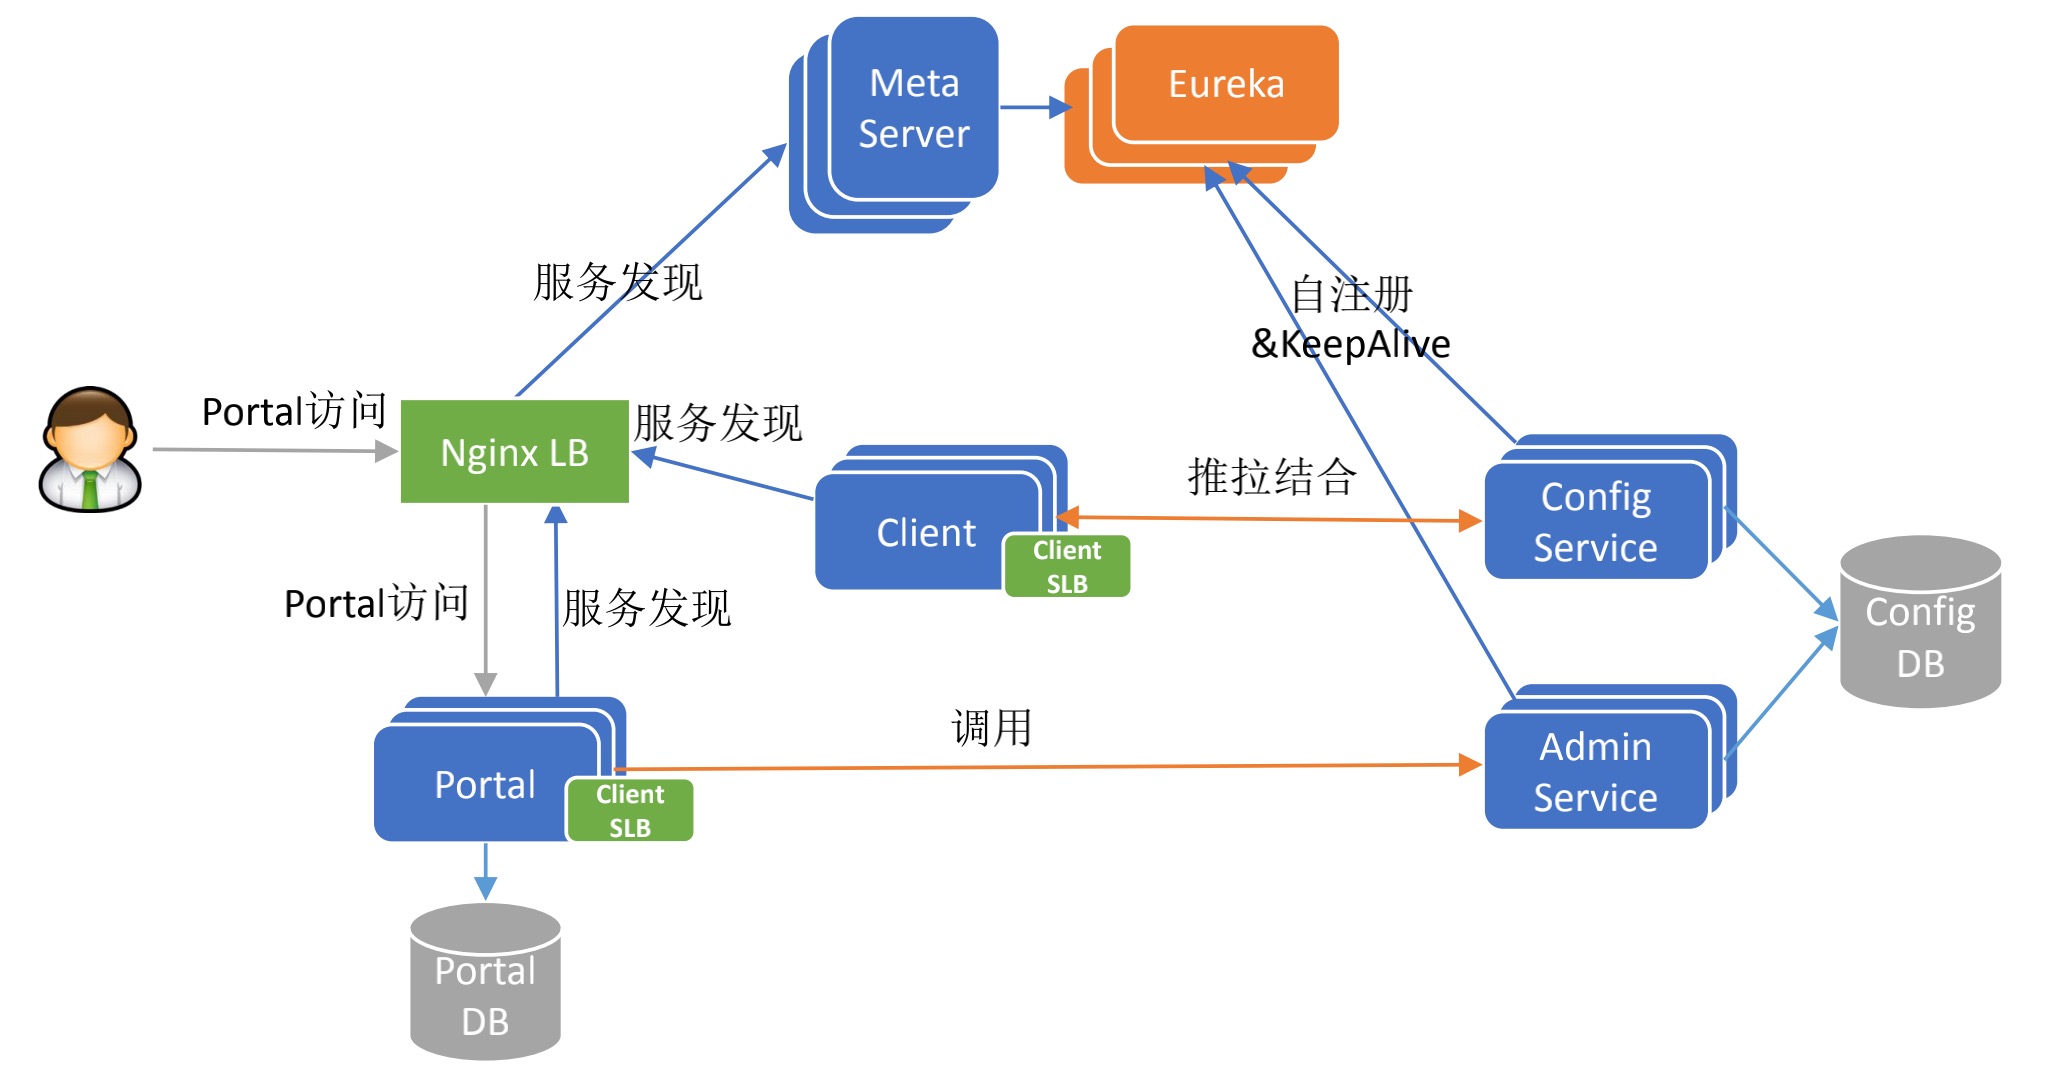 Meta
Server
Eureka
服务发现
自注册
&KeepAlive
Portal访问
Nginx LB
服务发现
Client
Client
SLB
推拉结合
Config
Service
Config
DB
Portal访问
服务发现
调用
Portal
Client
SLB
Admin
Service
Portal
DB